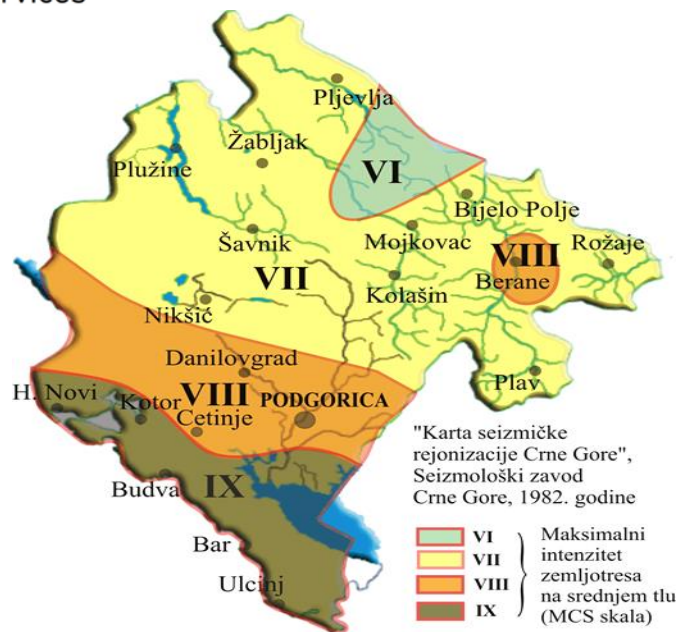 Pljevlja
Žabljak
VI
Plužine
Bijelo Polje
Šavnik
Mojkovac
VIII
Rožaje
VII
Berane
Kolašin
Nikšić
Danilovgrad
Plav
H. Novi
VIII
PODGORICA
Kotor
Cetinje
"Karta seizmičke
rejonizacije Crne Gore",
Seizmološki zavod
Crne Gore, 1982. godine
Budva
IX
Bar
Ulcinj
VI
VII
VIII
IX
Maksimalni
intenzitet
zemljotresa
na srednjem tlu
(MCS skala)